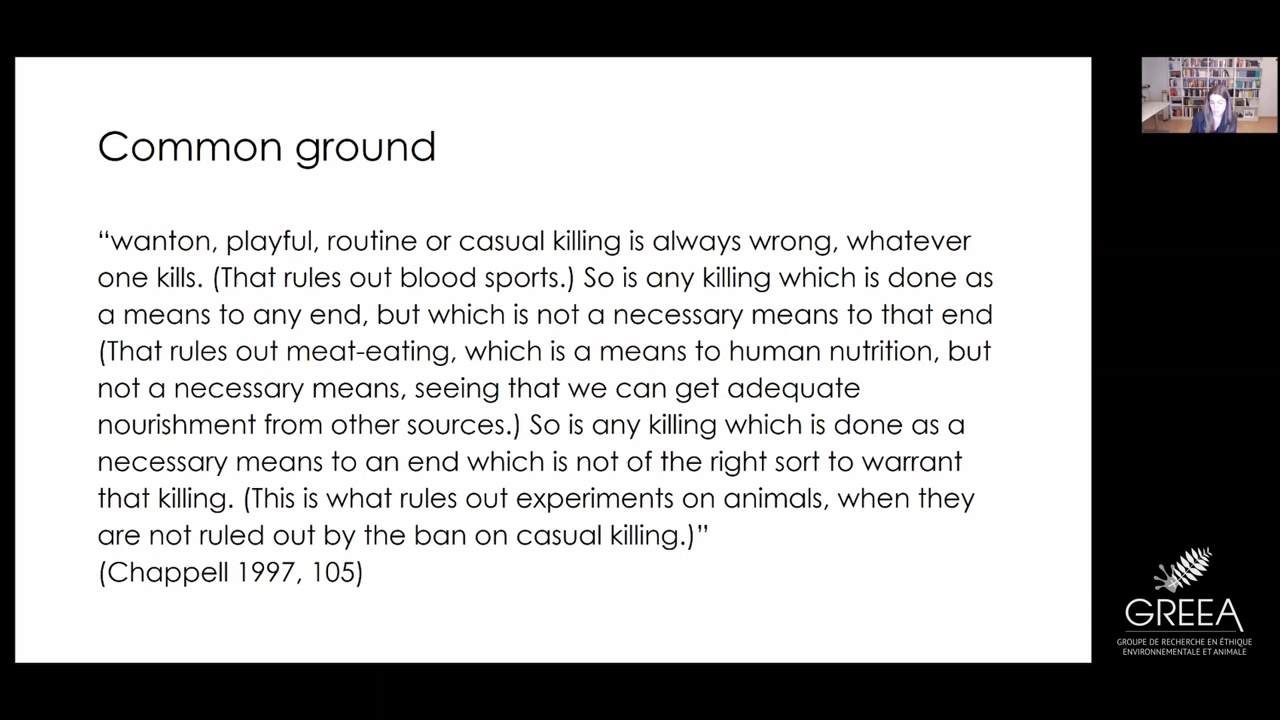 Common ground
“wanton, playful, routine or casual killing is always wrong, whatever
one kills. (That rules out blood sports.) So is any killing which is done as
a means to any end, but which is not a necessary means to that end
(That rules out meat-eating, which is a means to human nutrition, but
not a necessary means, seeing that we can get adequate
nourishment from other sources.) So is any killing which is done as a
necessary means to an end which is not of the right sort to warrant
that killing. (This is what rules out experiments on animals, when they
are not ruled out by the ban on casual killing.)”
(Chappell 1997, 105)
GREEA
GROUPE DE RECHERCHE EN ÉTHIQUE
ENVIRONNEMENTALE ET ANIMALE